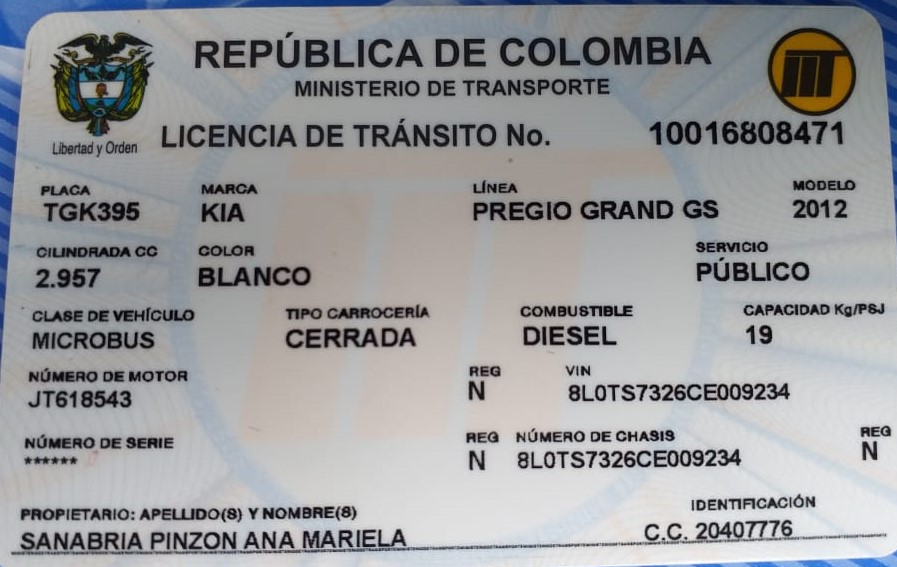 REPÚBLICA DE COLOMBIA
MINISTERIO DE TRANSPORTE
Libertad y Orden
LICENCIA DE TRÁNSITO No. 10016808471
PLACA MARCA LÍNEA MODELO
TGK395 KIA PREGIO GRAND GS 2012
CILINDRADA CC COLOR SERVICIO
2.957 BLANCO PÚBLICO
CLASE DE VEHÍCULO TIPO CARROCERÍA COMBUSTIBLE CAPACIDAD Kg/PSJ
MICROBUS CERRADA DIESEL 19
NÚMERO DE MOTOR REG VIN
JT618543 N 8L0TS7326CE009234
NÚMERO DE SERIE REG NÚMERO DE CHASIS REG
****** N 8L0TS7326CE009234 N
PROPIETARIO: APELLIDO(S) Y NOMBRE(S) IDENTIFICACIÓN
SANABRIA PINZON ANA MARIELA C.C. 20407776